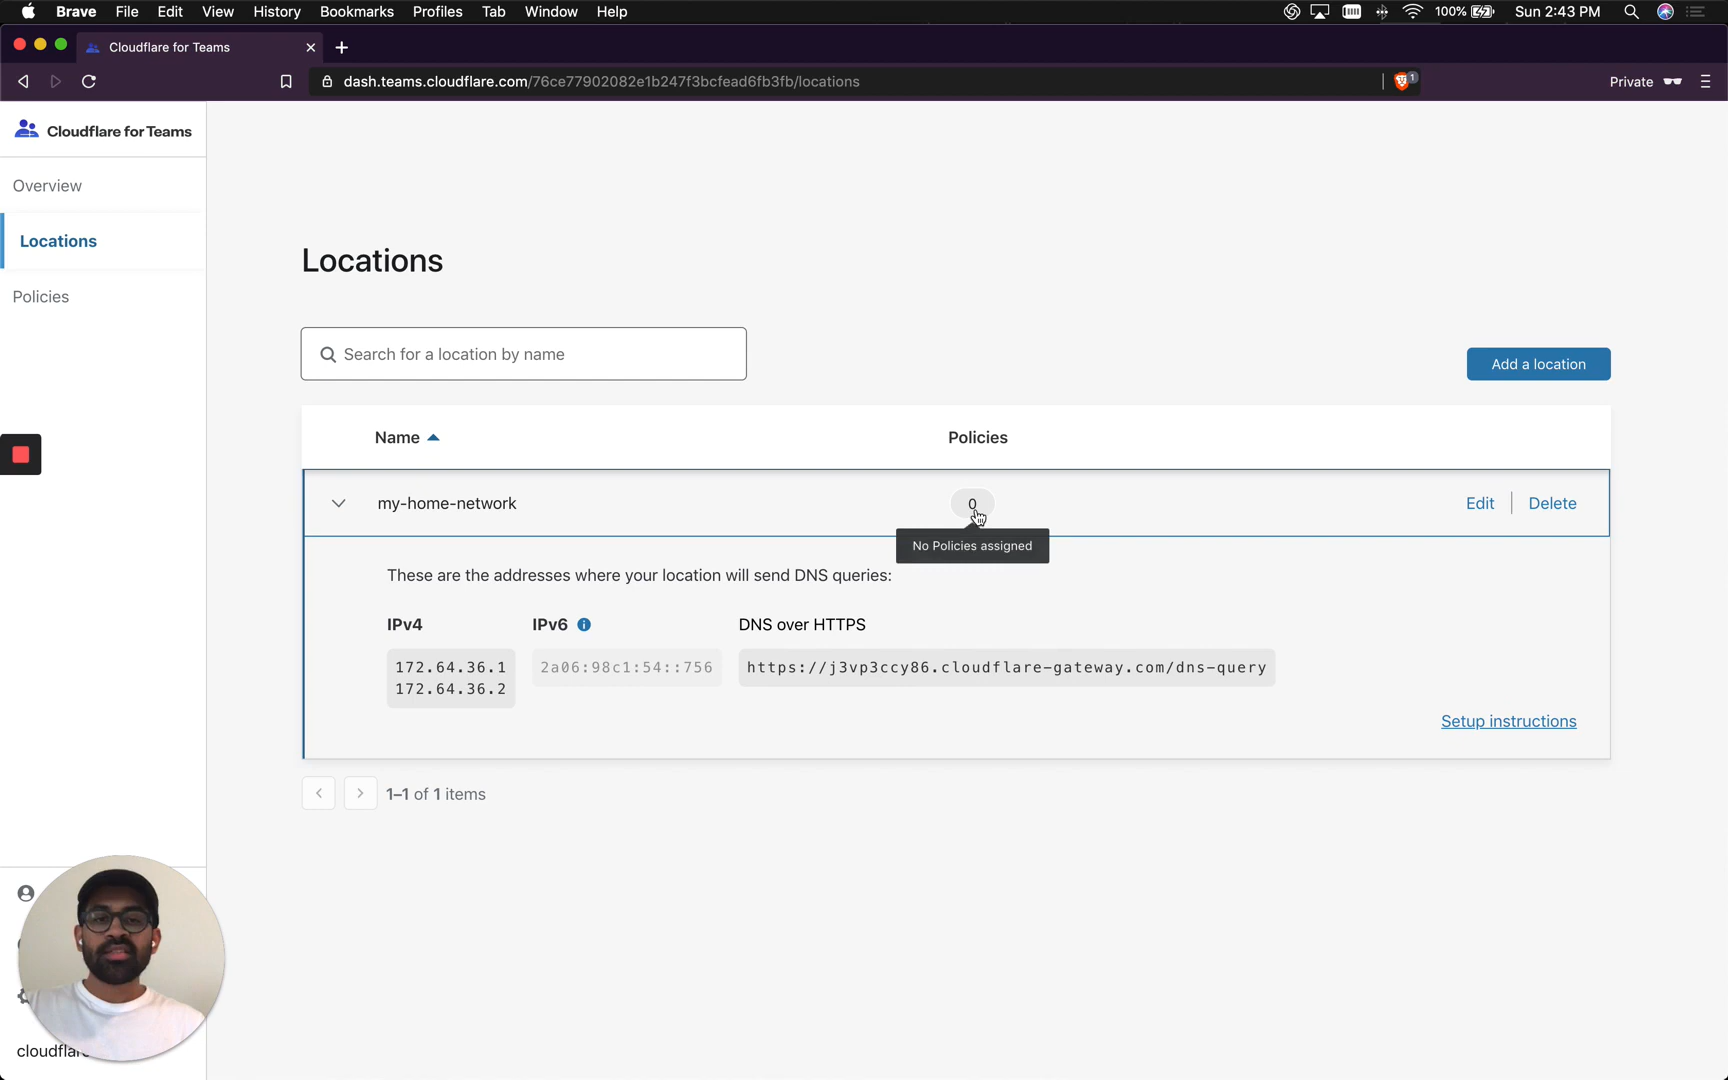 Brave File Edit View History Bookmarks Profiles Tab Window Help 100% Sun 2:43 PM
Cloudflare for Teams
dash.teams.cloudflare.com/76ce77902082e1b247f3bcfead6fb3fb/locations 1 Private
Cloudflare for Teams
Overview
Locations
Policies
Locations
Search for a location by name
Add a location
Name Policies
my-home-network 0 Edit Delete
No Policies assigned
These are the addresses where your location will send DNS queries:
IPv4 IPv6 DNS over HTTPS
172.64.36.1 2a06:98c1:54::756 https://j3vp3ccy86.cloudflare-gateway.com/dns-query
172.64.36.2
Setup instructions
1–1 of 1 items